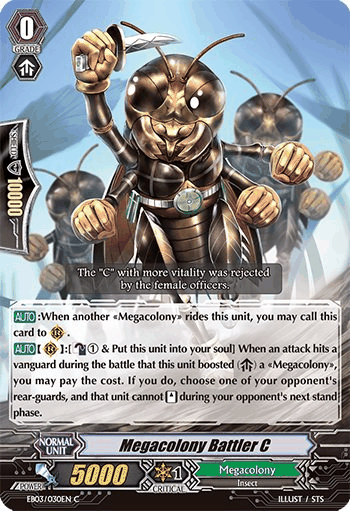 0
GRADE
SHIELD
10000
The "C" with more vitality was rejected
by the female officers.
AUTO:When another «Megacolony» rides this unit, you may call this
card to RC .
AUTO[RC]:[①& Put this unit into your soul] When an attack hits a
vanguard during the battle that this unit boosted () a «Megacolony»,
you may pay the cost. If you do, choose one of your opponent's
rear-guards, and that unit cannot during your opponent's next stand
phase.
NORMAL
UNIT
Megacolony Battler C
POWER
5000
1
CRITICAL
Megacolony
Insect
EB03/030EN C
ILLUST / STS